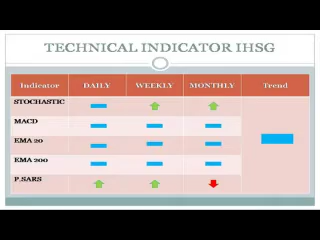 TECHNICAL INDICATOR IHSG
Indicator DAILY WEEKLY MONTHLY Trend
STOCHASTIC
MACD
EMA 20
EMA 200
P.SARS